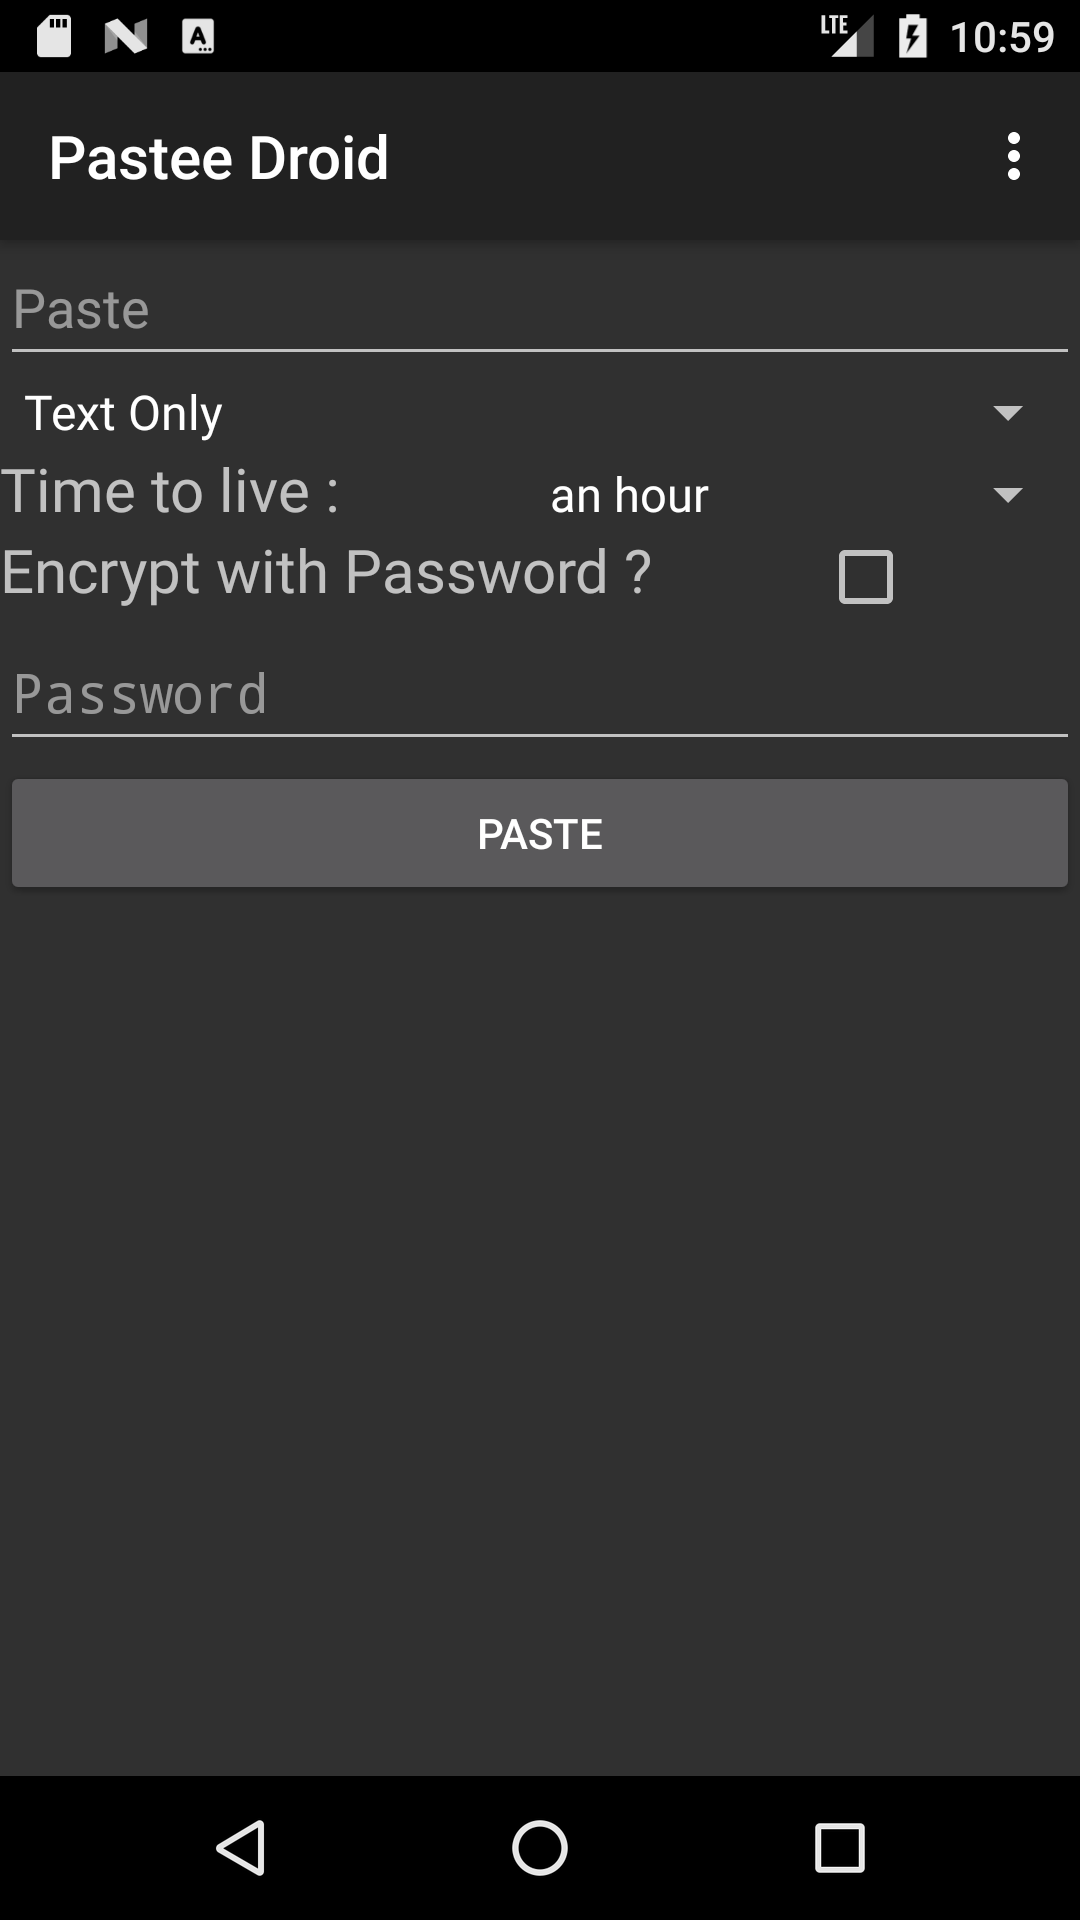 LTE 10:59
Pastee Droid
Paste
Text Only
Time to live : an hour
Encrypt with Password ?
Password
PASTE